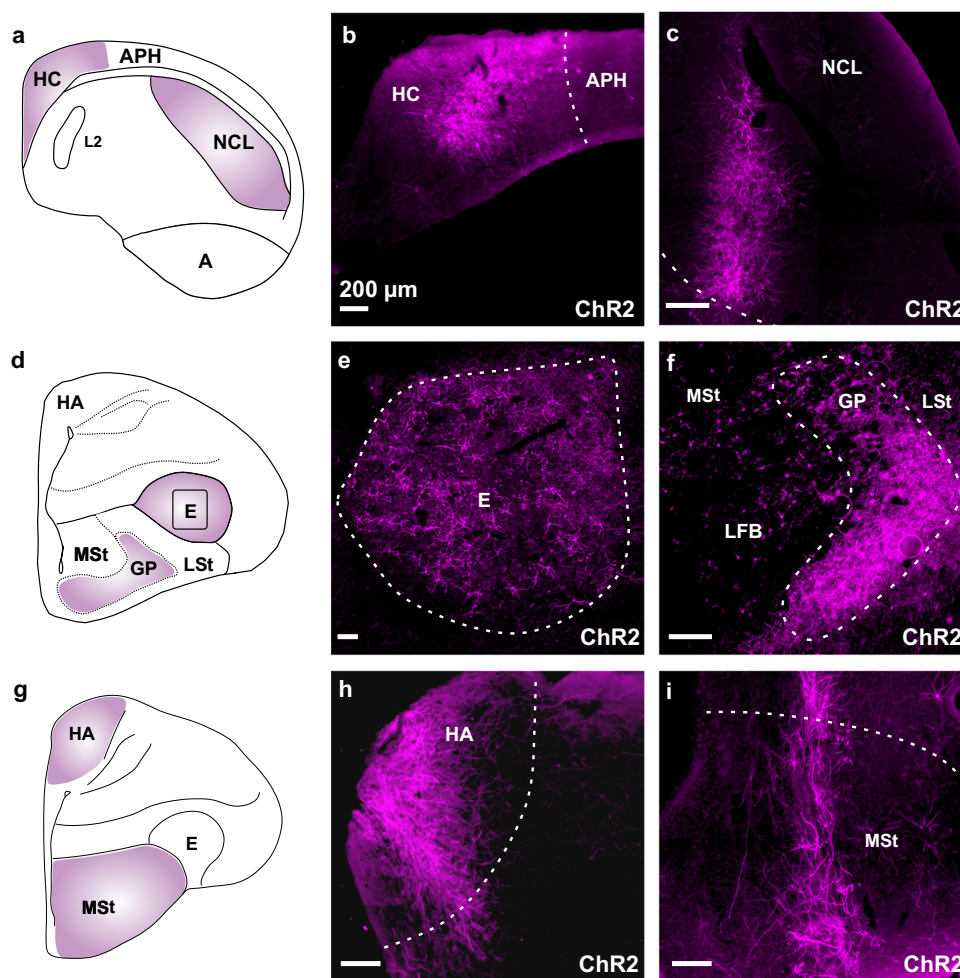 a
APH
HC
L2
NCL
A
b
HC
APH
200 µm
ChR2
c
NCL
ChR2
d
HA
E
MSt
GP
LSt
e
E
ChR2
f
MSt
GP
LSt
LFB
ChR2
g
HA
E
MSt
h
HA
ChR2
i
MSt
ChR2